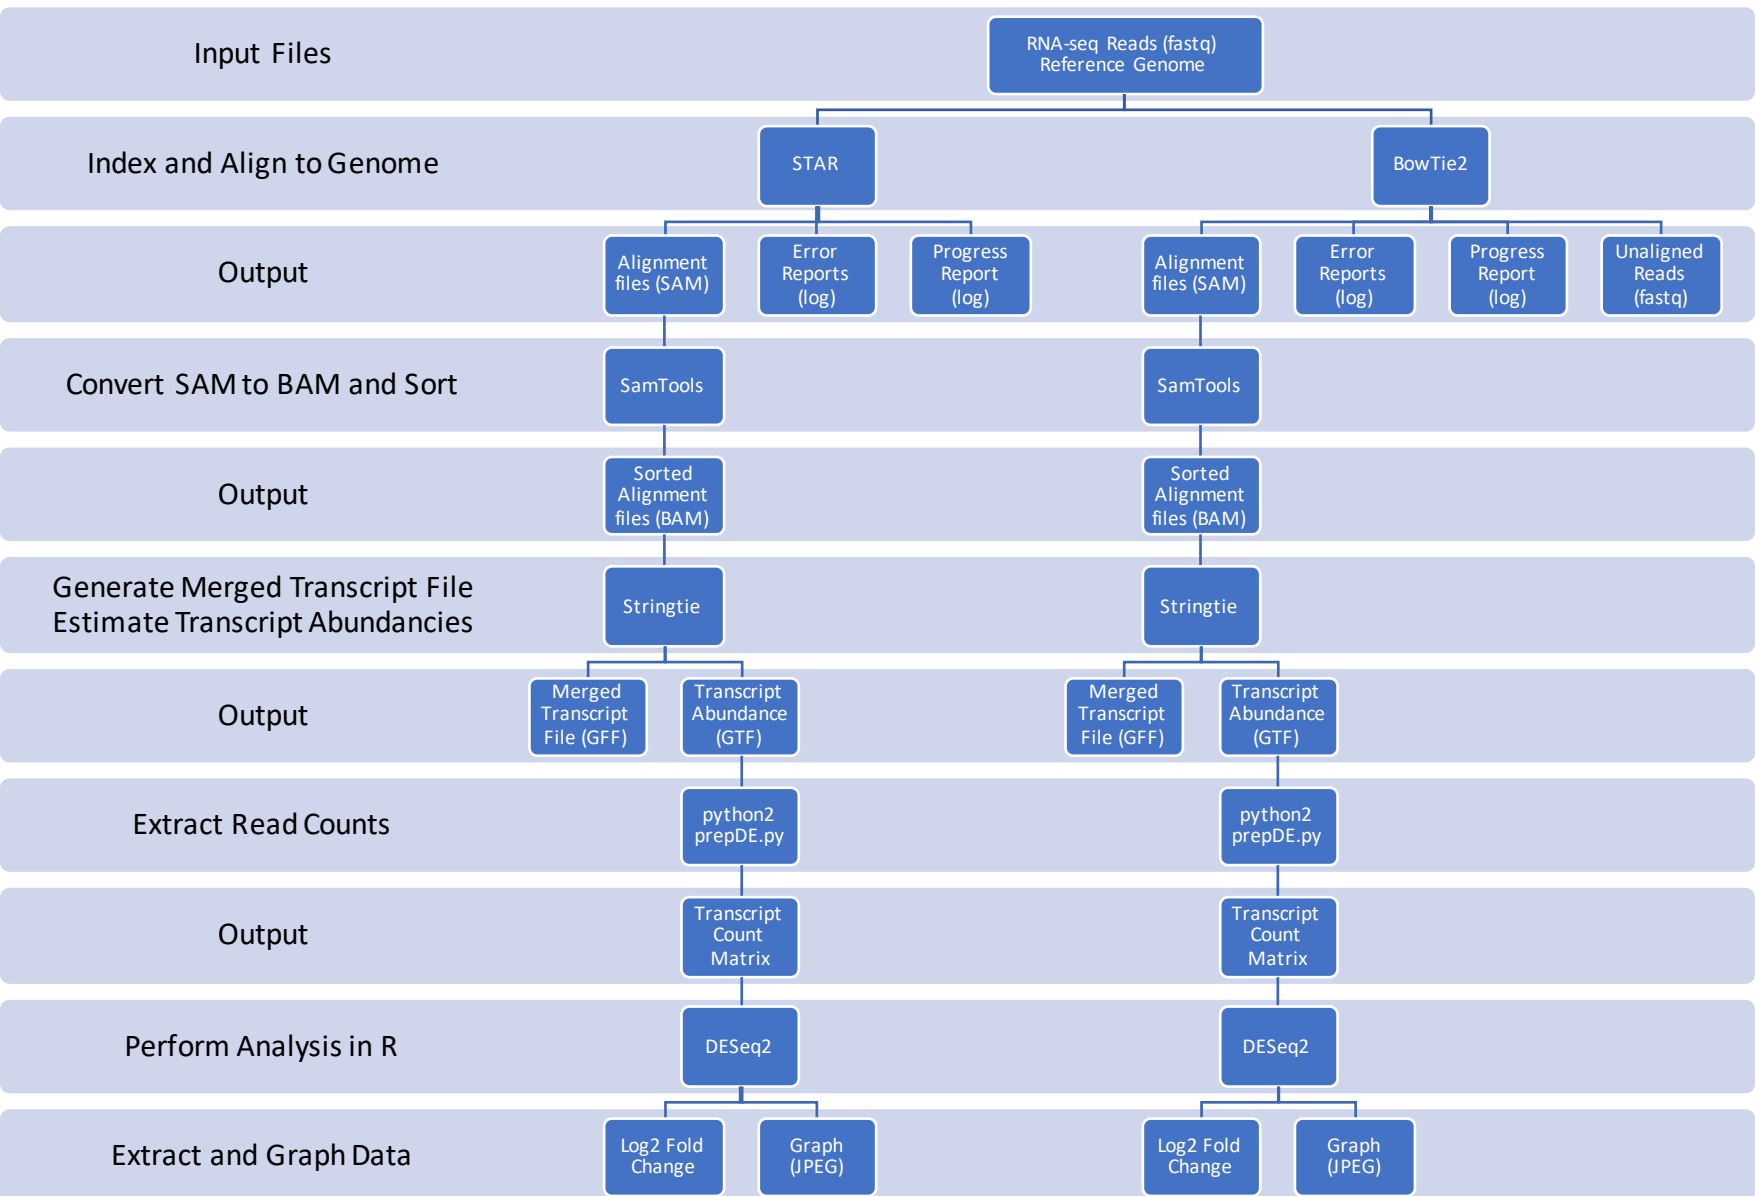 Input Files
RNA-seq Reads (fastq)
Reference Genome
Index and Align to Genome
STAR
BowTie2
Output
Alignment
files (SAM)
Error
Reports
(log)
Progress
Report
(log)
Alignment
files (SAM)
Error
Reports
(log)
Progress
Report
(log)
Unaligned
Reads
(fastq)
Convert SAM to BAM and Sort
SamTools
SamTools
Output
Sorted
Alignment
files (BAM)
Sorted
Alignment
files (BAM)
Generate Merged Transcript File
Estimate Transcript Abundancies
Stringtie
Stringtie
Output
Merged
Transcript
File (GFF)
Transcript
Abundance
(GTF)
Merged
Transcript
File (GFF)
Transcript
Abundance
(GTF)
Extract Read Counts
python2
prepDE.py
python2
prepDE.py
Output
Transcript
Count
Matrix
Transcript
Count
Matrix
Perform Analysis in R
DESeq2
DESeq2
Extract and Graph Data
Log2 Fold
Change
Graph
(JPEG)
Log2 Fold
Change
Graph
(JPEG)